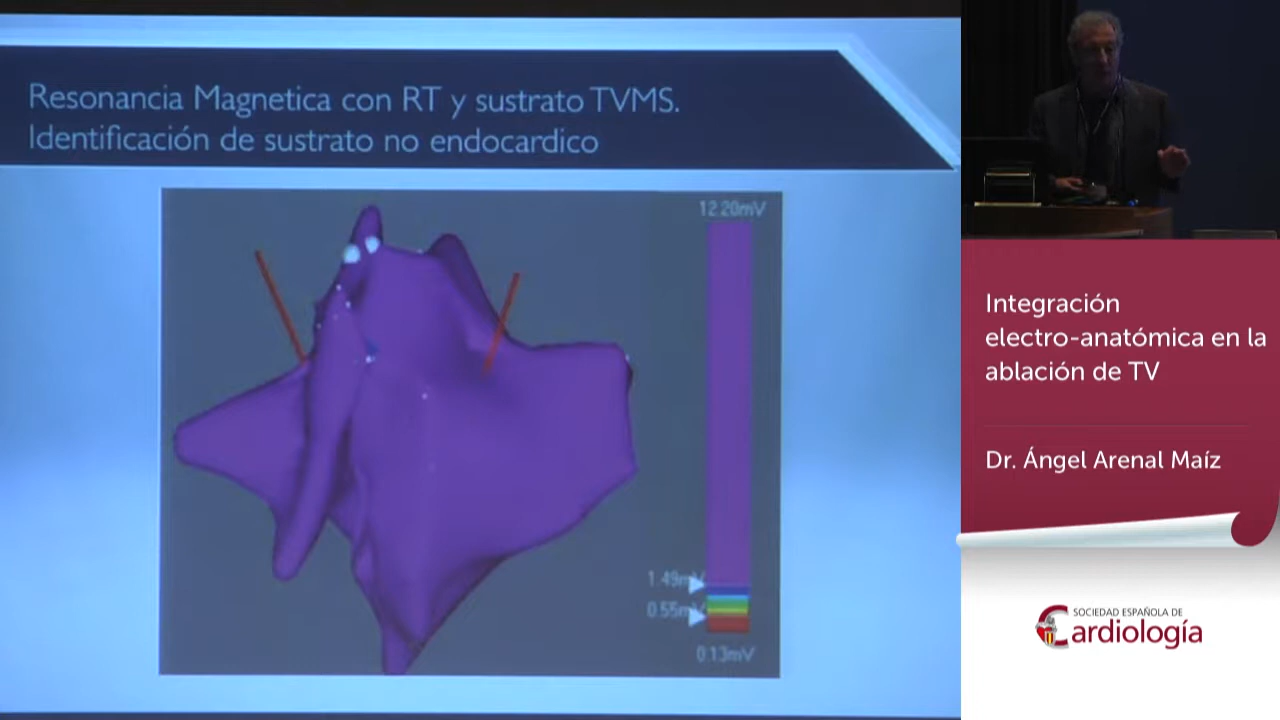 Resonancia Magnetica con RT y sustrato TVMS.
Identificación de sustrato no endocardico
12.20mV
1.49mV
0.55mV
0.13mV
Integración
electro-anatómica en la
ablación de TV
Dr. Ángel Arenal Maíz
SOCIEDAD ESPAÑOLA DE
Cardiología